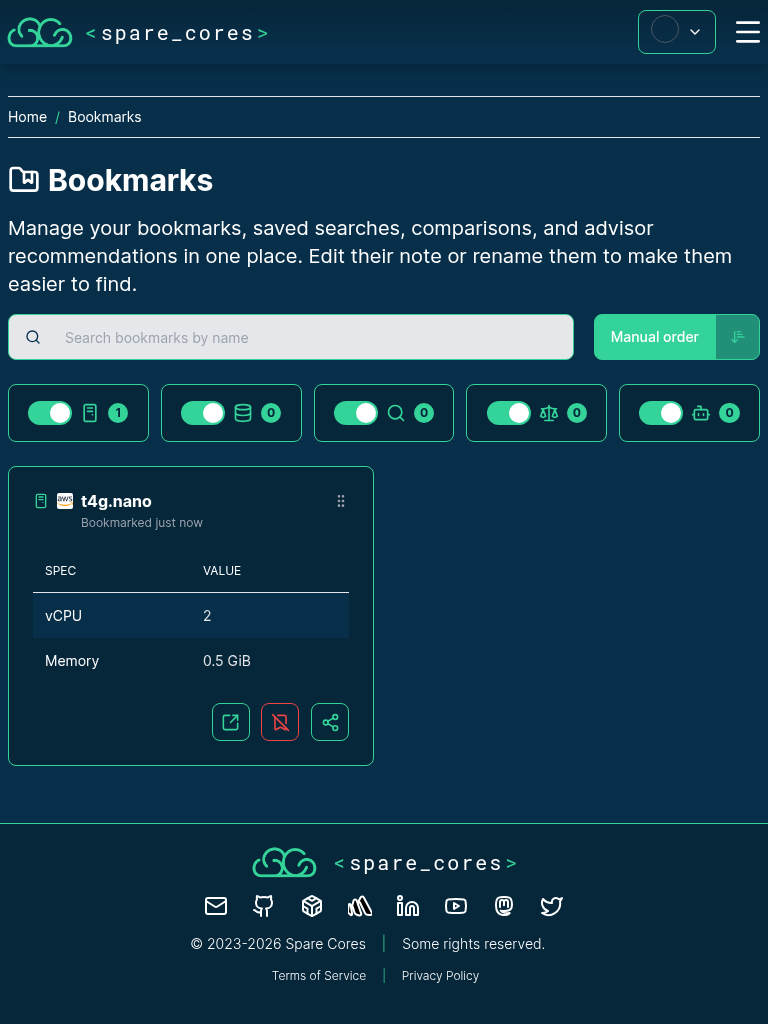 <spare_cores>
Home / Bookmarks
Bookmarks
Manage your bookmarks, saved searches, comparisons, and advisor
recommendations in one place. Edit their note or rename them to make them
easier to find.
Search bookmarks by name
Manual order
1 0 0 0 0
aws t4g.nano
Bookmarked just now
SPEC VALUE
vCPU 2
Memory 0.5 GiB
<spare_cores>
© 2023-2026 Spare Cores | Some rights reserved.
Terms of Service | Privacy Policy